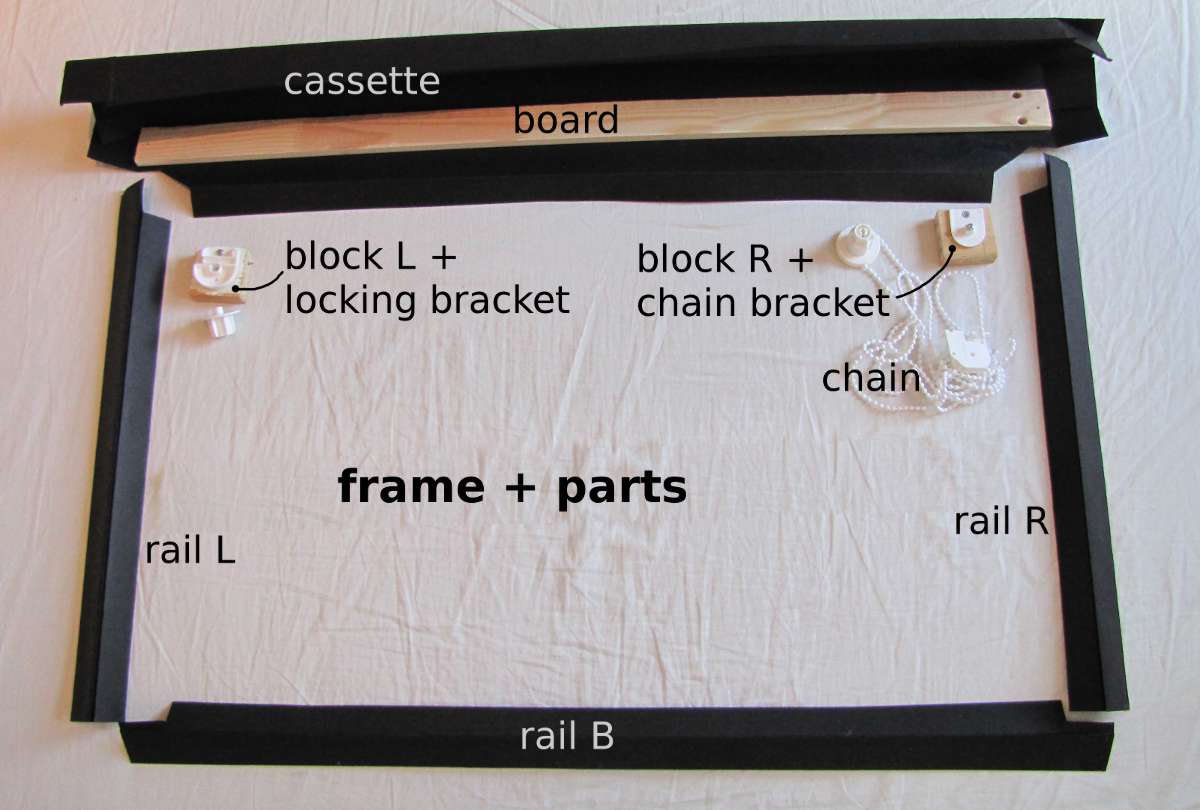 cassette
board
block L +
locking bracket
block R +
chain bracket
chain
frame + parts
rail R
rail L
rail B